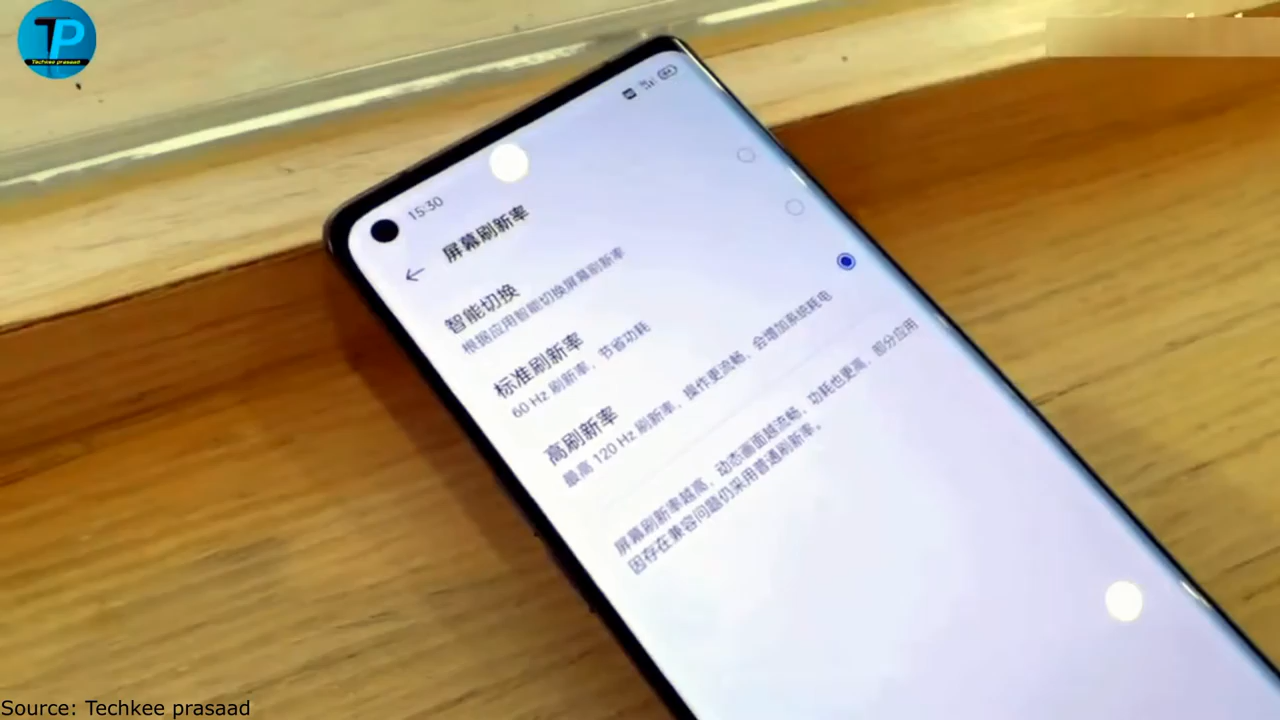 TP
Techkee prasaad
15:30
屏幕刷新率
智能切换
根据应用智能切换屏幕刷新率
标准刷新率
60 Hz 刷新率，节省功耗
高刷新率
最高 120 Hz 刷新率，操作更流畅，会增加系统耗电
屏幕刷新率越高，动态画面越流畅，功耗也更高，部分应用
因存在兼容问题仍采用普通刷新率。
Source: Techkee prasaad